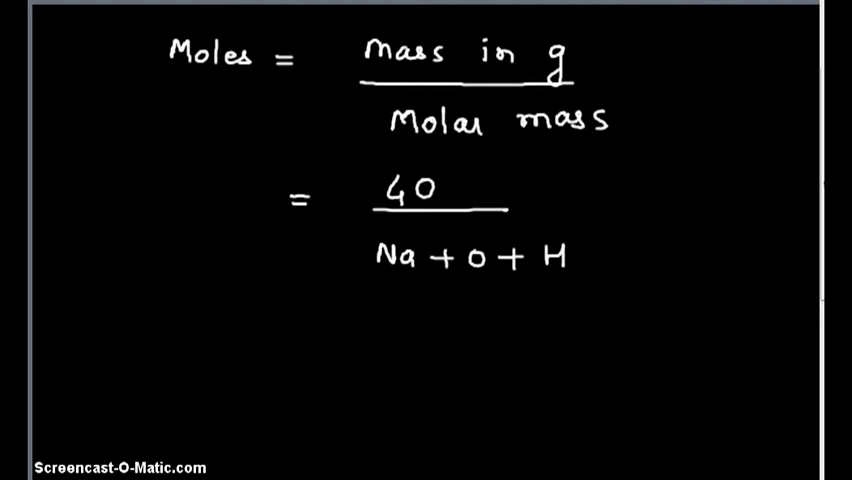 Moles = Mass in g
Molar mass
= 40
Na + O + H
Screencast-O-Matic.com